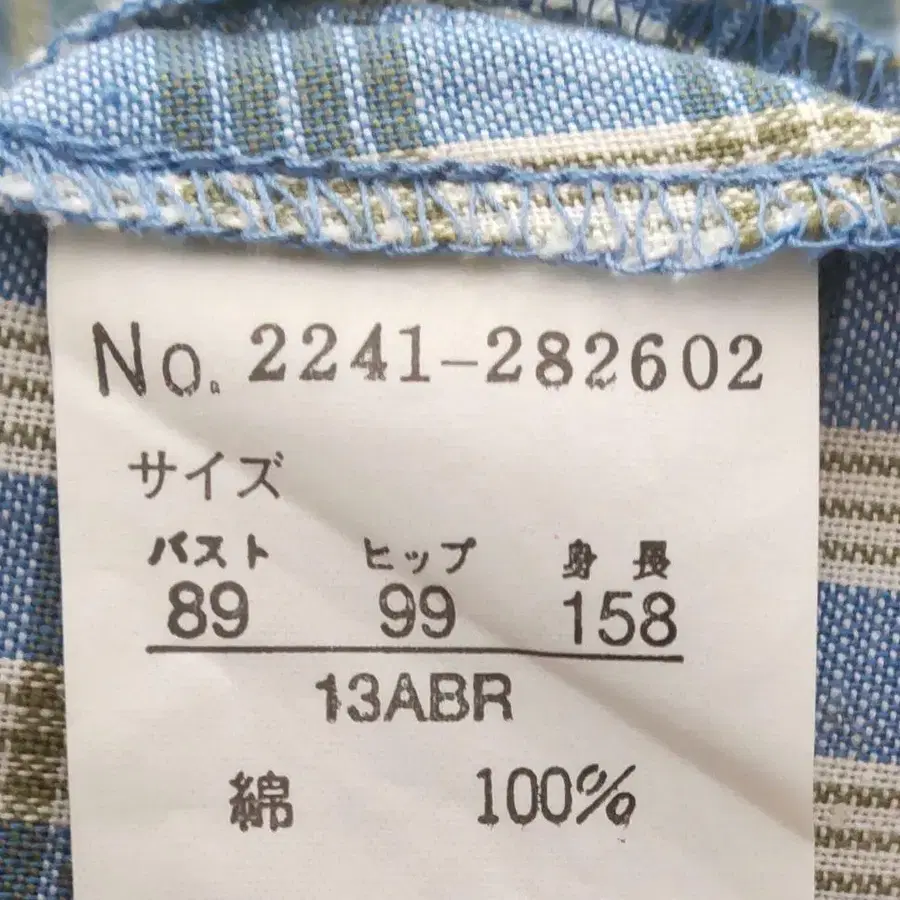 No. 2241-282602
サイズ
バスト ヒップ 身長
89 99 158
13ABR
綿 100%